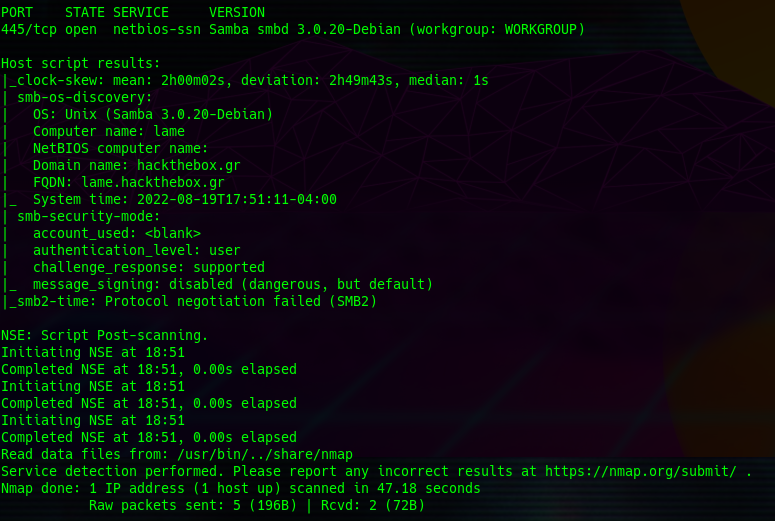 PORT    STATE SERVICE     VERSION
445/tcp open  netbios-ssn Samba smbd 3.0.20-Debian (workgroup: WORKGROUP)

Host script results:
|_clock-skew: mean: 2h00m02s, deviation: 2h49m43s, median: 1s
| smb-os-discovery:
|   OS: Unix (Samba 3.0.20-Debian)
|   Computer name: lame
|   NetBIOS computer name:
|   Domain name: hackthebox.gr
|   FQDN: lame.hackthebox.gr
|_  System time: 2022-08-19T17:51:11-04:00
| smb-security-mode:
|   account_used: <blank>
|   authentication_level: user
|   challenge_response: supported
|_  message_signing: disabled (dangerous, but default)
|_smb2-time: Protocol negotiation failed (SMB2)

NSE: Script Post-scanning.
Initiating NSE at 18:51
Completed NSE at 18:51, 0.00s elapsed
Initiating NSE at 18:51
Completed NSE at 18:51, 0.00s elapsed
Initiating NSE at 18:51
Completed NSE at 18:51, 0.00s elapsed
Read data files from: /usr/bin/../share/nmap
Service detection performed. Please report any incorrect results at https://nmap.org/submit/ .
Nmap done: 1 IP address (1 host up) scanned in 47.18 seconds
           Raw packets sent: 5 (196B) | Rcvd: 2 (72B)